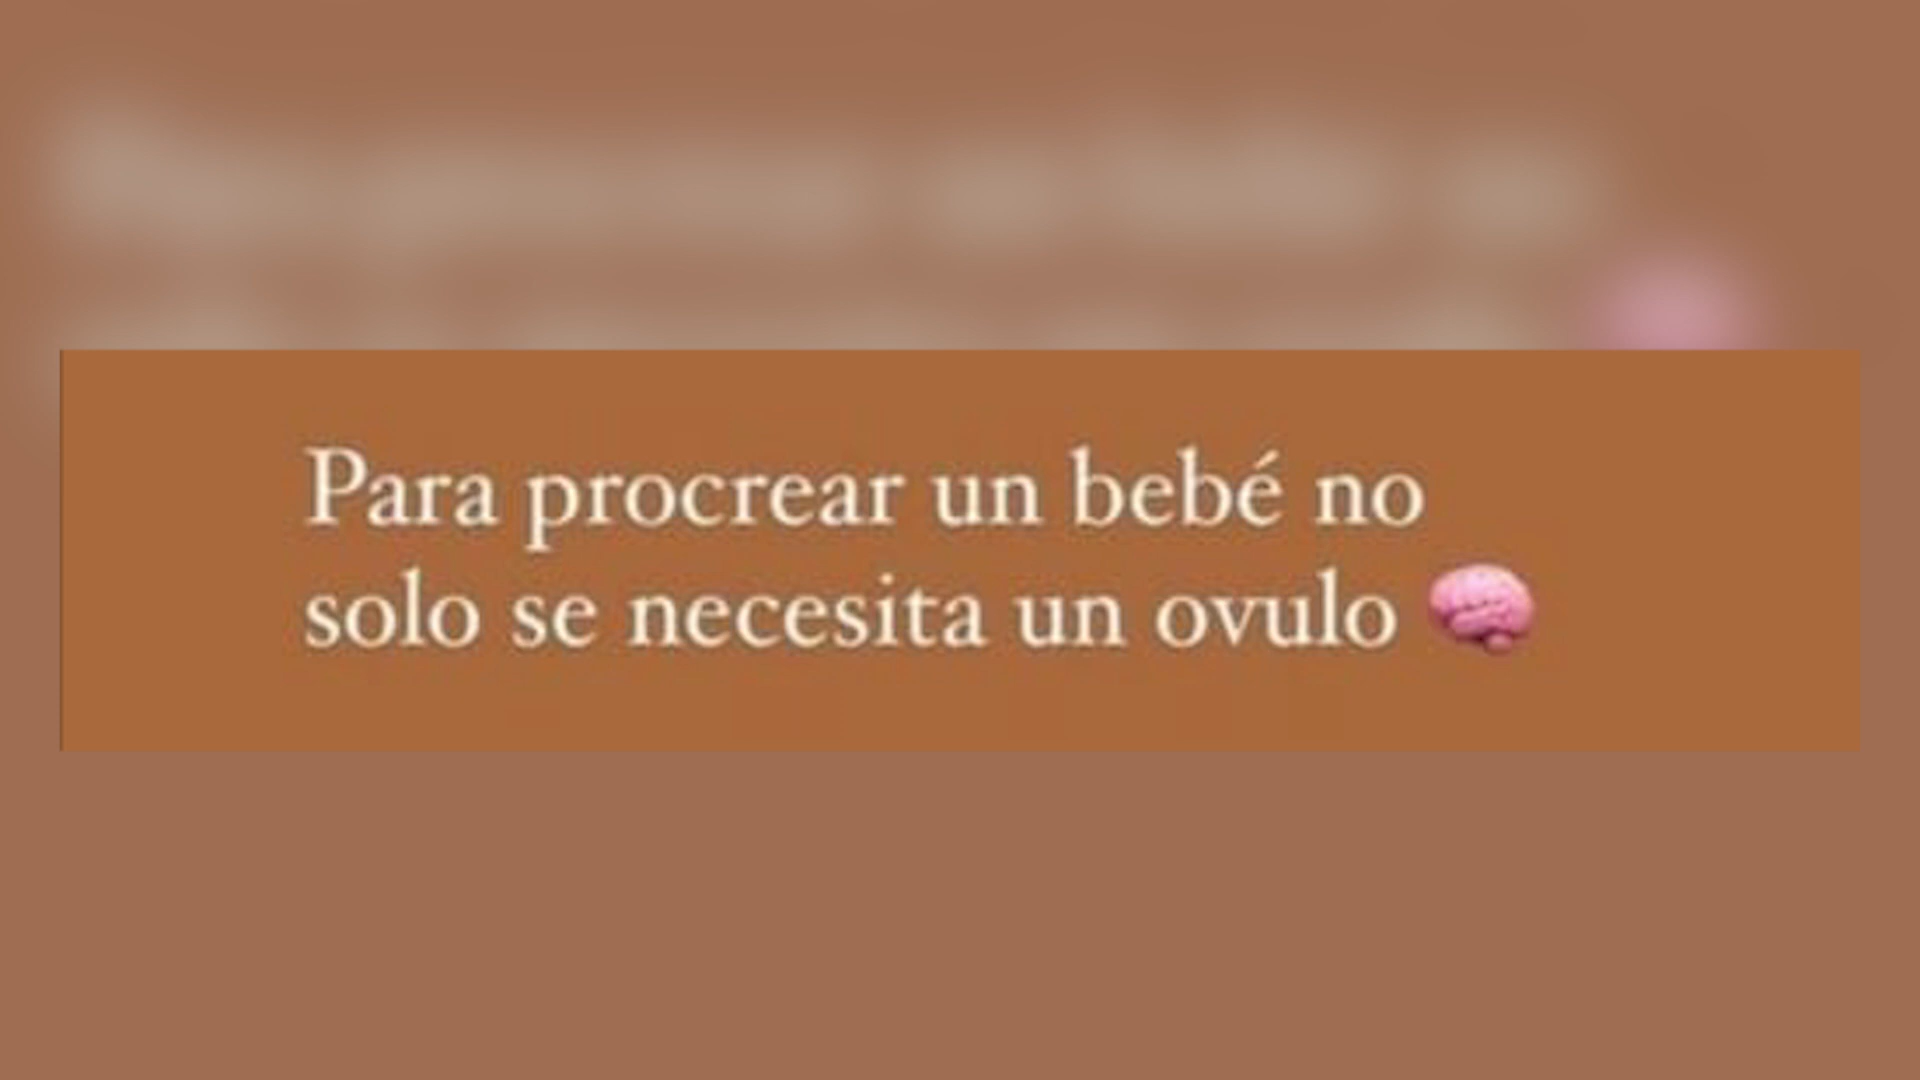 Para procrear un bebé no
solo se necesita un ovulo 🧠